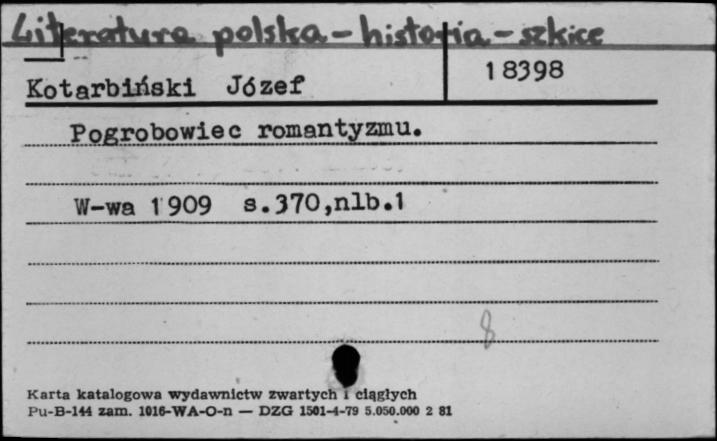 Literatura polska - historia - szkice
Kotarbiński Józef
18398
Pogrobowiec romantyzmu.
W-wa 1909 s.370,nlb.1
8
Karta katalogowa wydawnictw zwartych i ciągłych
Pu-B-144 zam. 1016-WA-O-n — DZG 1501-4-79 5.050.000 2 81